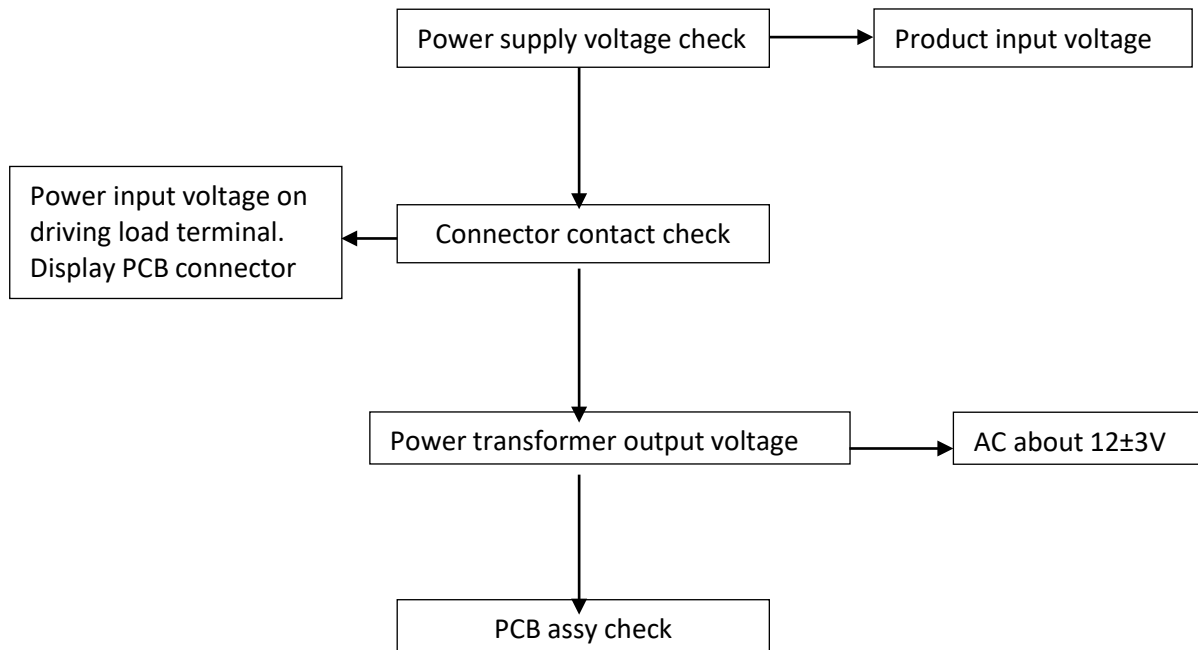 Power supply voltage check
Product input voltage
Power input voltage on
driving load terminal.
Display PCB connector
Connector contact check
Power transformer output voltage
AC about 12±3V
PCB assy check